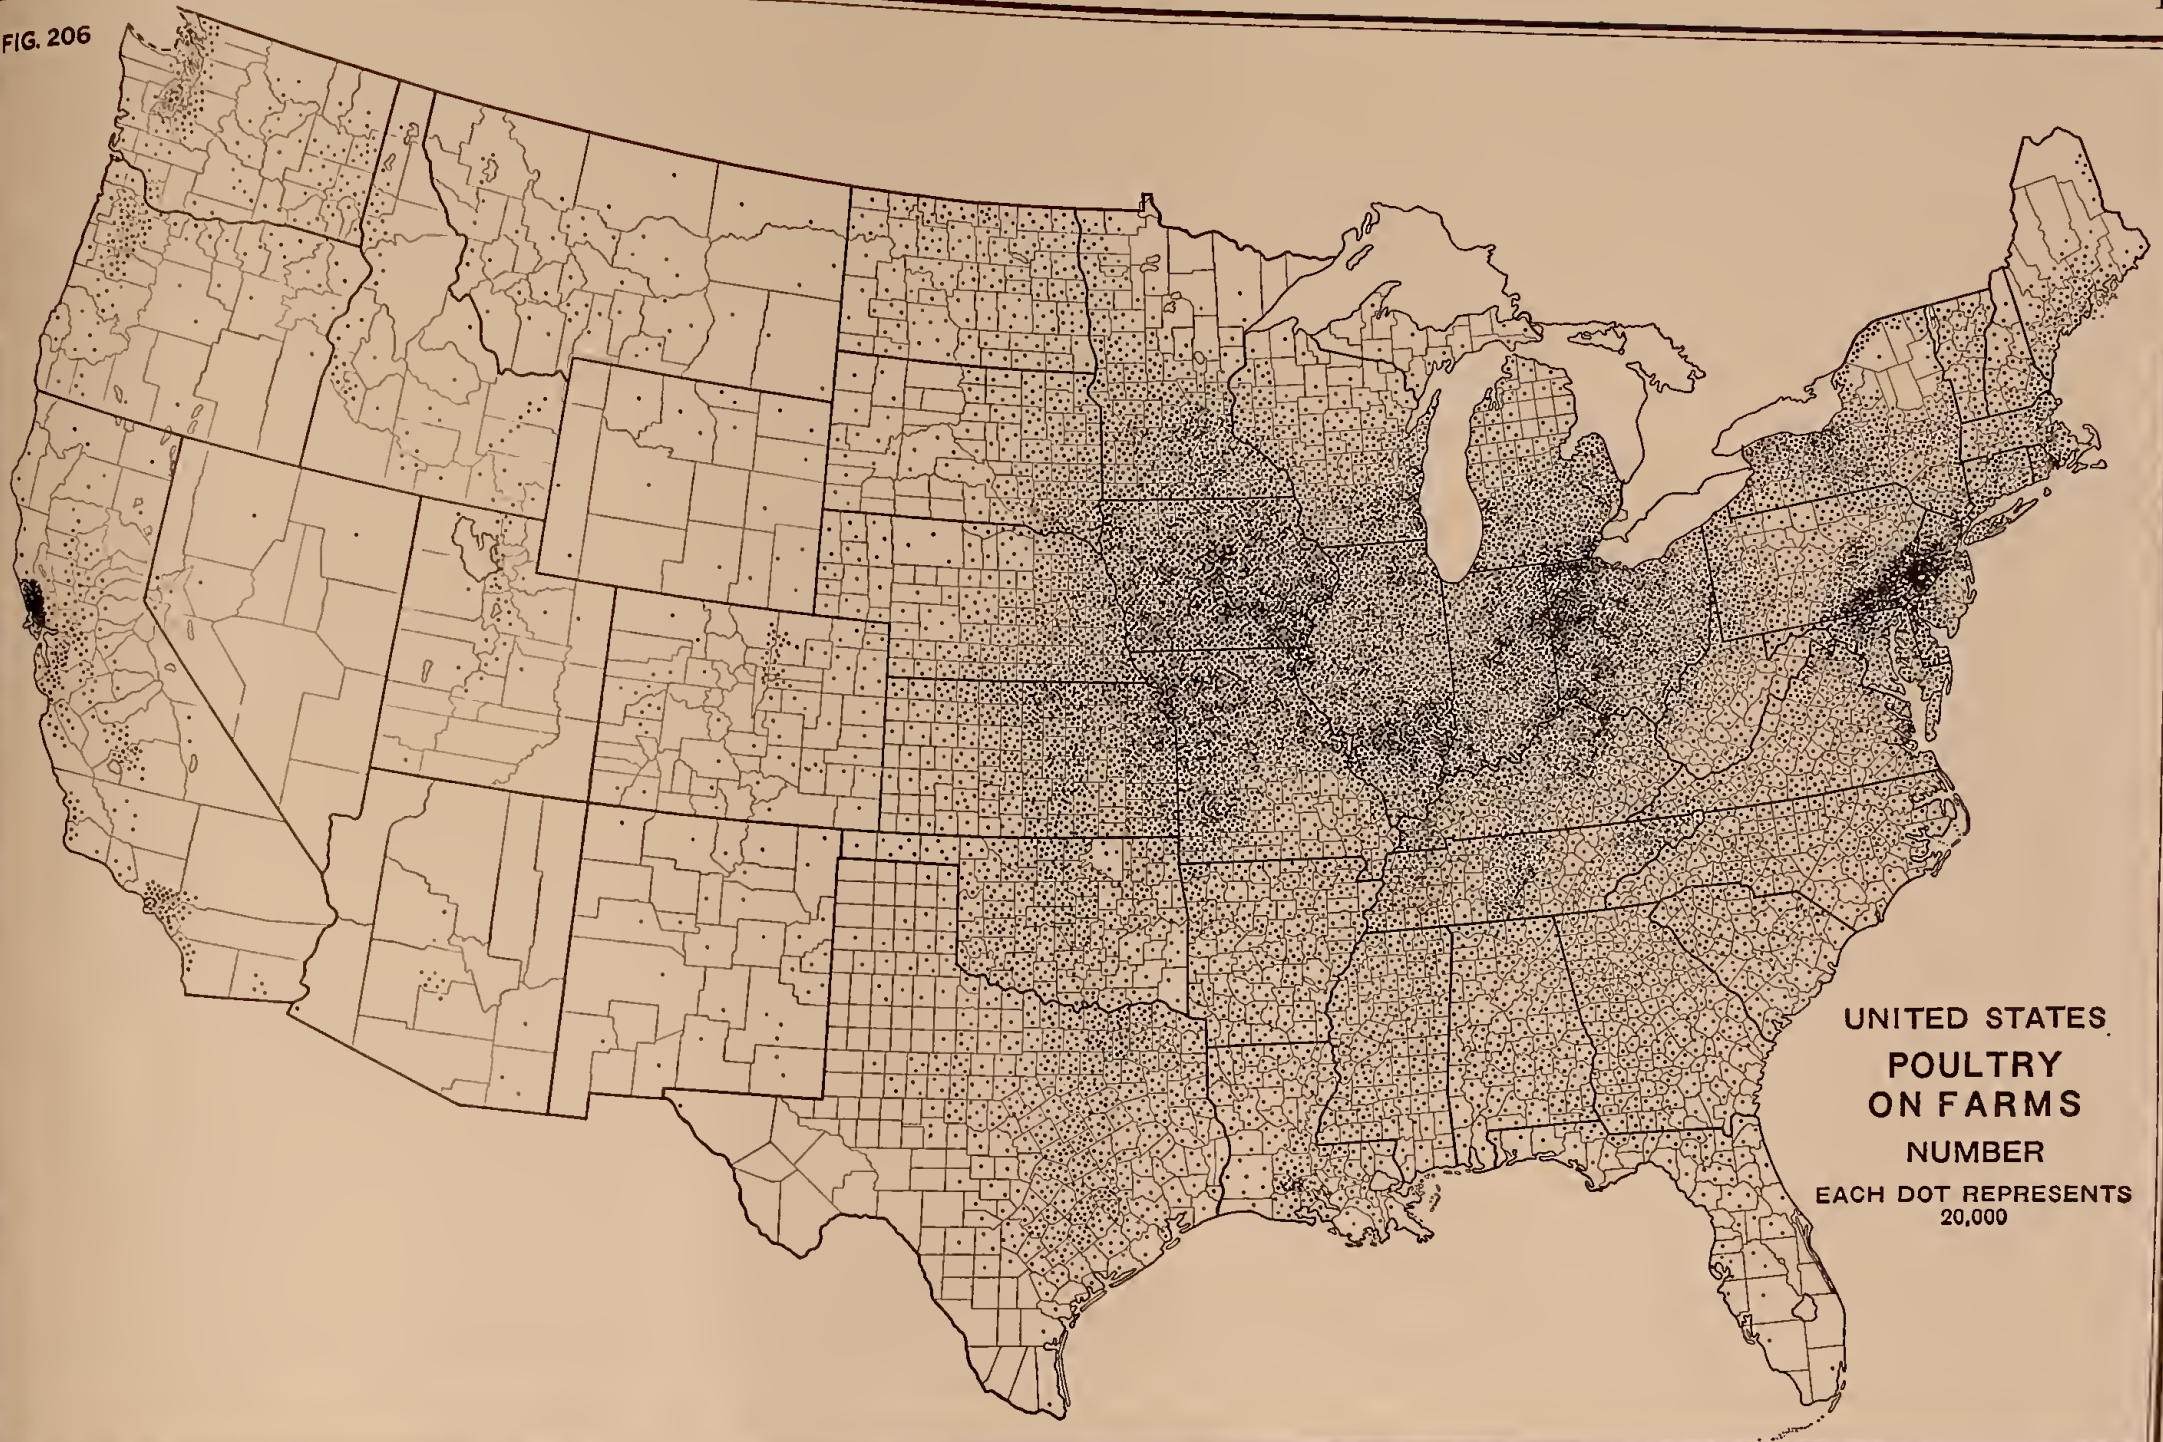 FIG. 206
UNITED STATES
POULTRY
ON FARMS
NUMBER
EACH DOT REPRESENTS
20,000